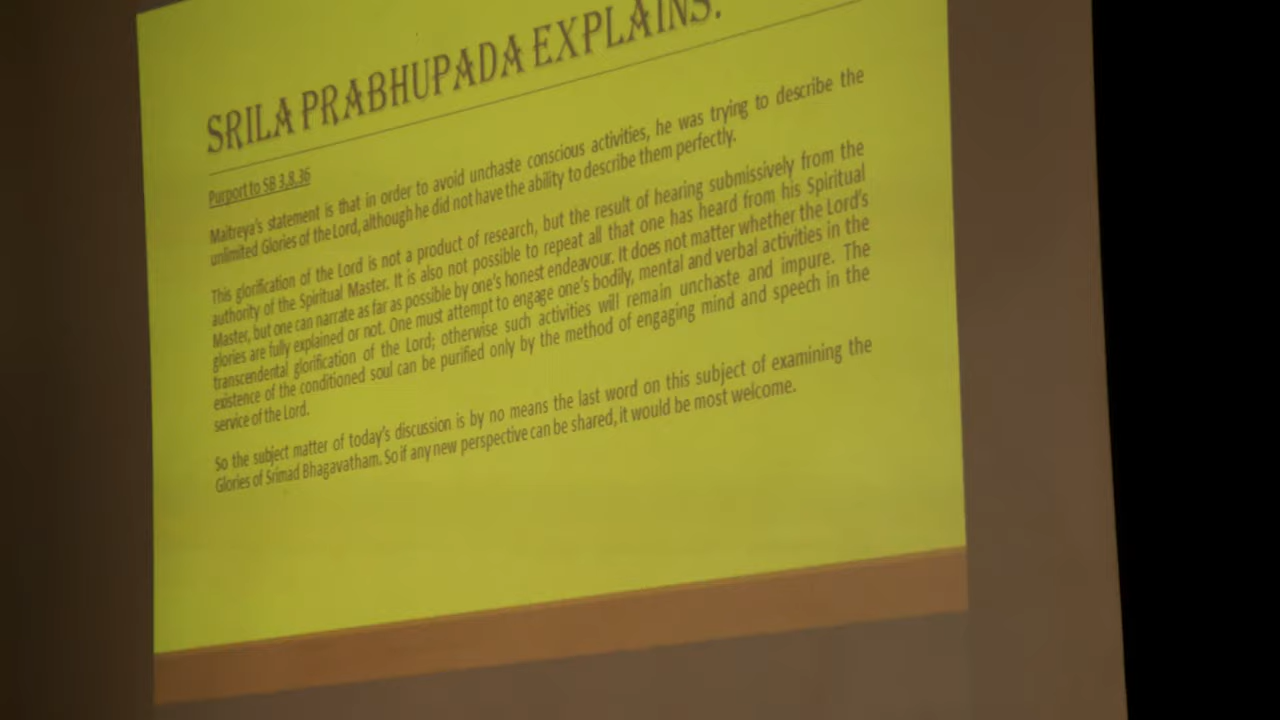 SRILA PRABHUPADA EXPLAINS:
Purport to SB 3.8.36
Maitreya's statement is that in order to avoid unchaste conscious activities, he was trying to describe the
unlimited Glories of the Lord, although he did not have the ability to describe them perfectly.
This glorification of the Lord is not a product of research, but the result of hearing submissively from the
authority of the Spiritual Master. It is also not possible to repeat all that one has heard from his Spiritual
Master, but one can narrate as far as possible by one's honest endeavour. It does not matter whether the Lord's
glories are fully explained or not. One must attempt to engage one's bodily, mental and verbal activities in the
transcendental glorification of the Lord; otherwise such activities will remain unchaste and impure. The
existence of the conditioned soul can be purified only by the method of engaging mind and speech in the
service of the Lord.
So the subject matter of today's discussion is by no means the last word on this subject of examining the
Glories of Srimad Bhagavatham. So if any new perspective can be shared, it would be most welcome.